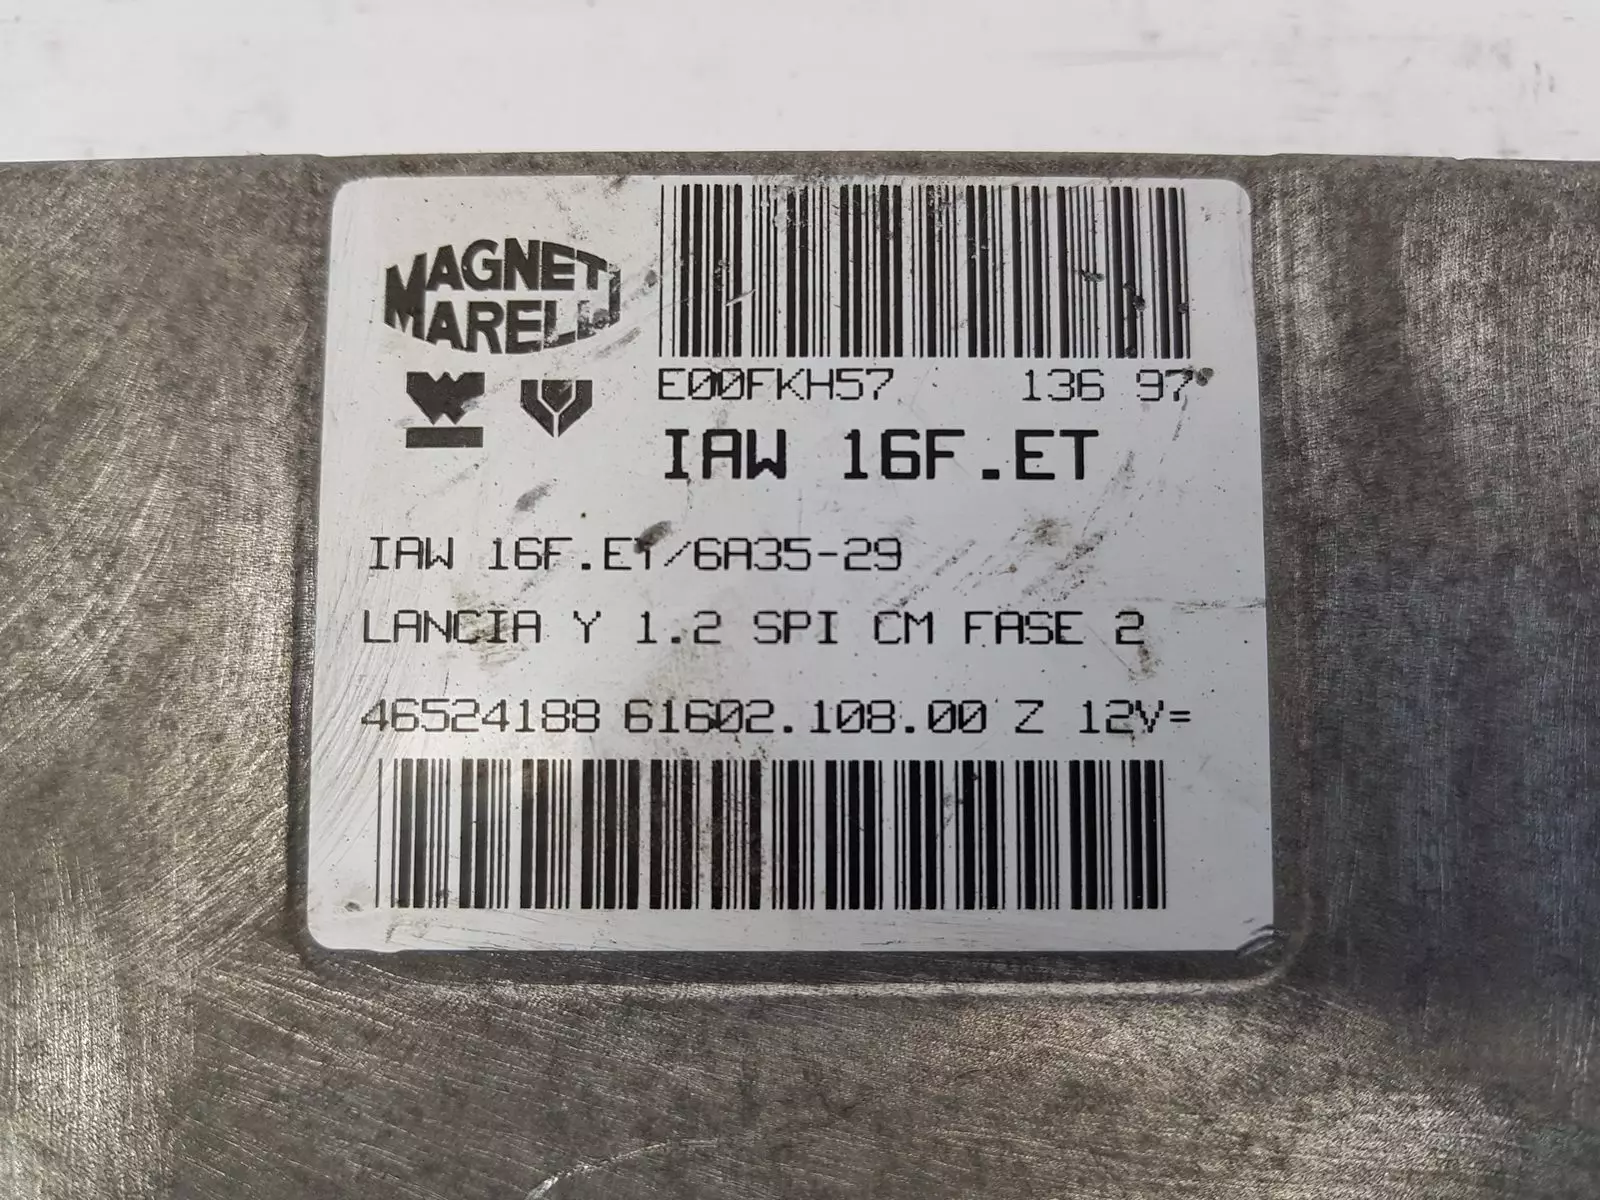 MAGNETI
MARELLI
E00FKH57 136 97
IAW 16F.ET
IAW 16F.ET/6A35-29
LANCIA Y 1.2 SPI CM FASE 2
46524188 61602.108.00 Z 12V=